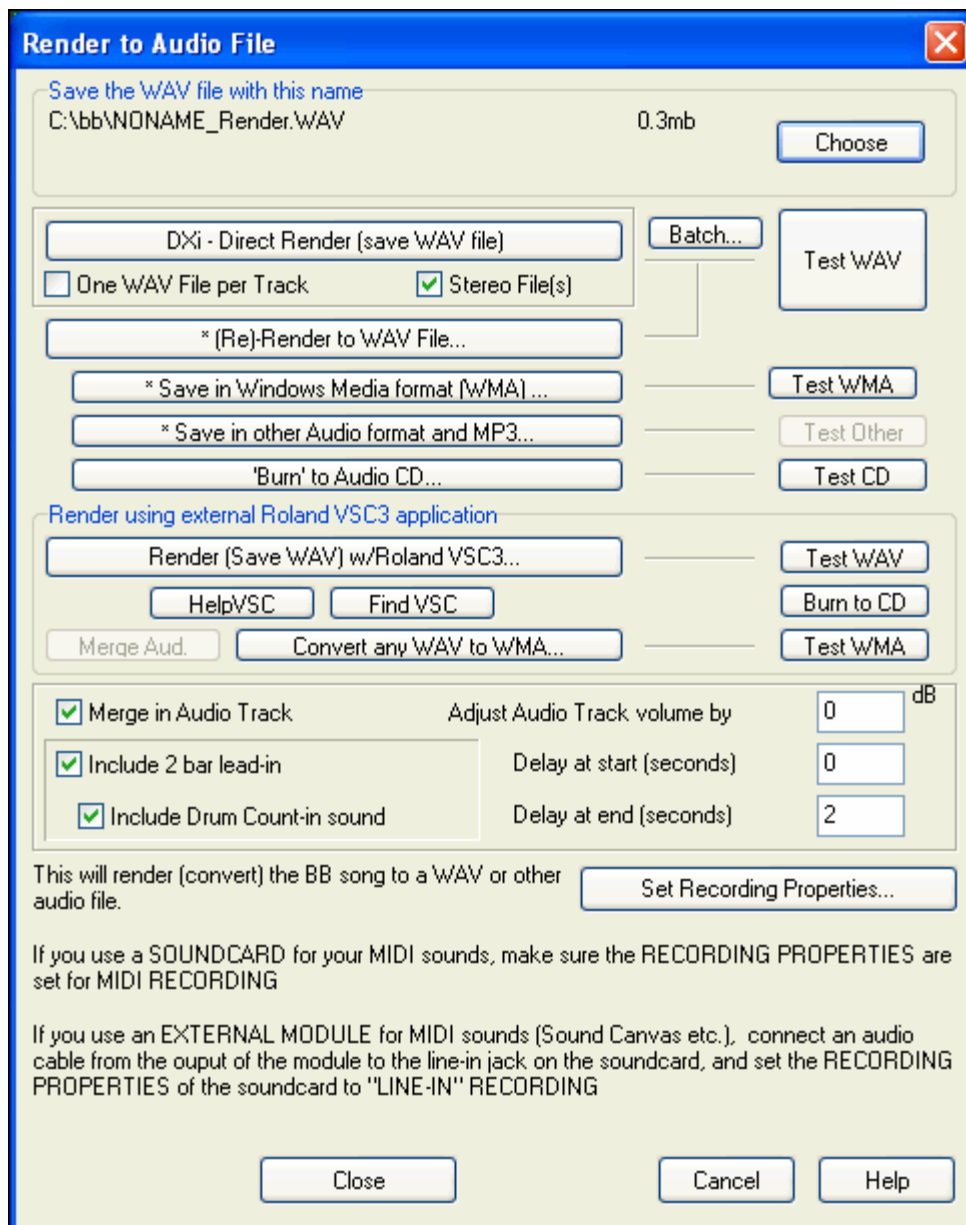 Render to Audio File
Save the WAV file with this name
C:\bb\NONAME_Render.WAV 0.3mb
Choose
DXi - Direct Render (save WAV file) Batch... Test WAV
One WAV File per Track Stereo File(s)
* (Re)-Render to WAV File...
* Save in Windows Media format (WMA) ... Test WMA
* Save in other Audio format and MP3... Test Other
'Burn' to Audio CD... Test CD
Render using external Roland VSC3 application
Render (Save WAV) w/Roland VSC3... Test WAV
HelpVSC Find VSC Burn to CD
Merge Aud. Convert any WAV to WMA... Test WMA
Merge in Audio Track Adjust Audio Track volume by 0 dB
Include 2 bar lead-in Delay at start (seconds) 0
Include Drum Count-in sound Delay at end (seconds) 2
This will render (convert) the BB song to a WAV or other
audio file.
Set Recording Properties...
If you use a SOUNDCARD for your MIDI sounds, make sure the RECORDING PROPERTIES are
set for MIDI RECORDING
If you use an EXTERNAL MODULE for MIDI sounds (Sound Canvas etc.), connect an audio
cable from the ouput of the module to the line-in jack on the soundcard, and set the RECORDING
PROPERTIES of the soundcard to "LINE-IN" RECORDING
Close Cancel Help